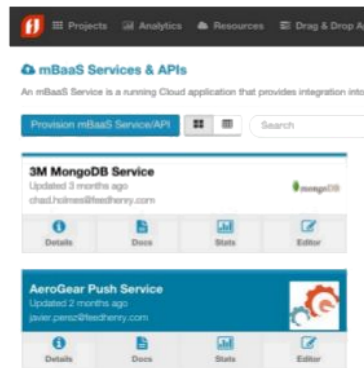 Projects Analytics Resources Drag & Drop A
mBaaS Services & APIs
An mBaaS Service is a running Cloud application that provides integration into
Provision mBaaS Service/API Search
3M MongoDB Service
Updated 3 months ago
mongoDB
chad.holmes@feedhenry.com
Details Docs Stats Editor
AeroGear Push Service
Updated 2 months ago
javier.perez@feedhenry.com
Details Docs Stats Editor